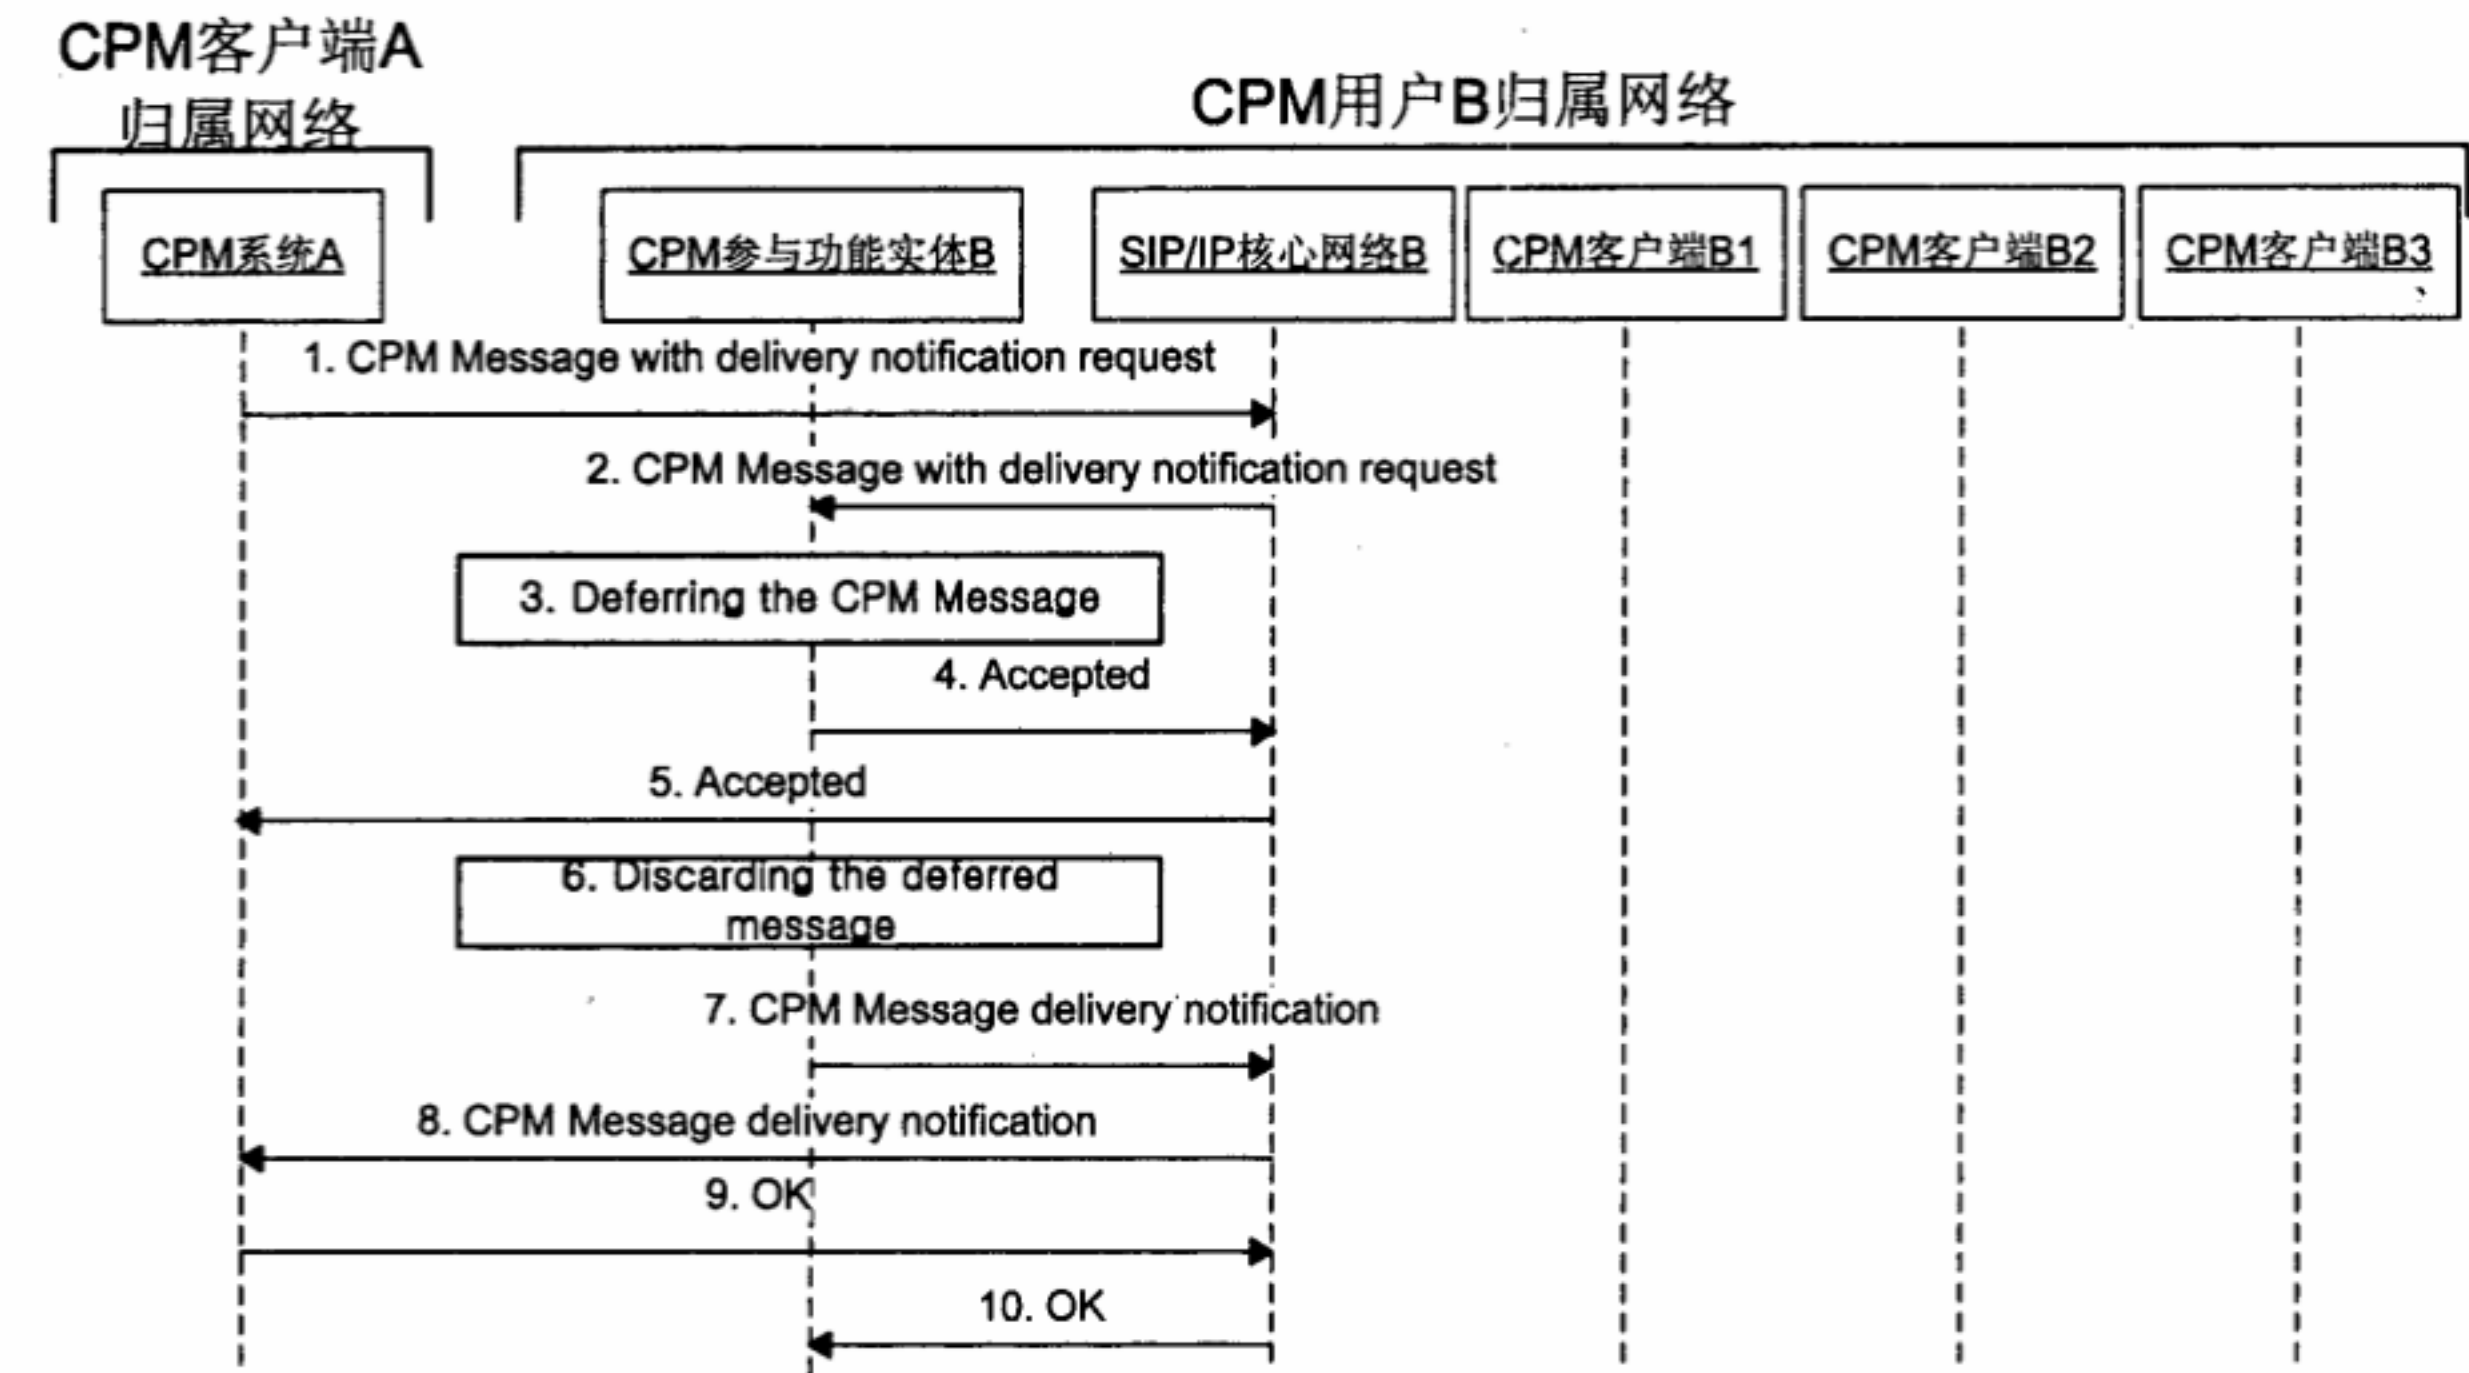 CPM客户端A
归属网络
CPM用户B归属网络
CPM系统A
CPM参与功能实体B
SIP/IP核心网络B
CPM客户端B1
CPM客户端B2
CPM客户端B3
1. CPM Message with delivery notification request
2. CPM Message with delivery notification request
3. Deferring the CPM Message
4. Accepted
5. Accepted
6. Discarding the deferred
message
7. CPM Message delivery notification
8. CPM Message delivery notification
9. OK
10. OK